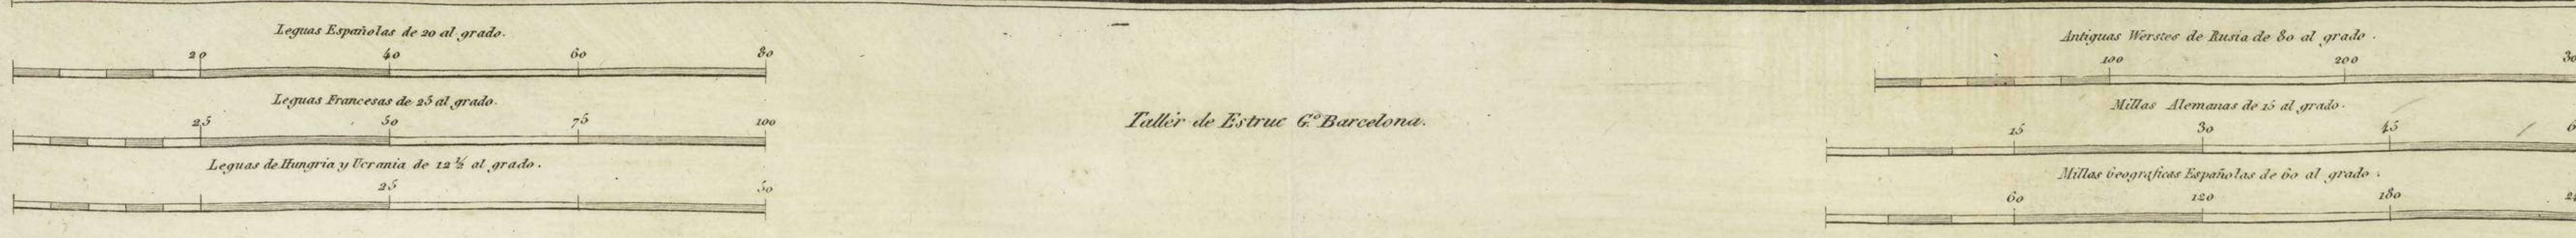 Leguas Españolas de 20 al grado.
20 40 60 80
Leguas Francesas de 25 al grado.
25 50 75 100
Leguas de Hungria y Ucrania de 12 ½ al grado.
25 50
Tallér de Estruc G.º Barcelona.
Antiguas Werstes de Rusia de 80 al grado.
100 200
Millas Alemanas de 15 al grado.
15 30 45
Millas Geograficas Españolas de 60 al grado.
60 120 180